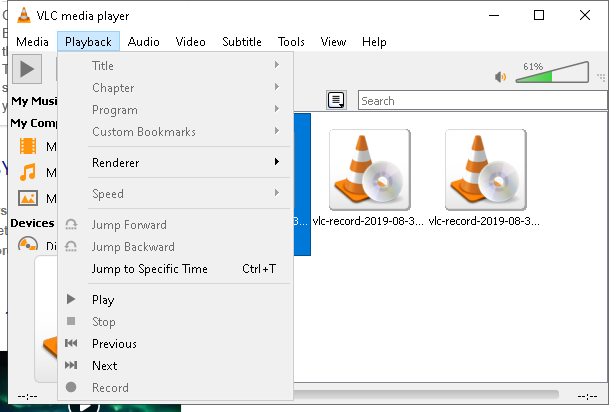 VLC media player
Media Playback Audio Video Subtitle Tools View Help
61%
Search
My Musi
My Comp
Devices
Title
Chapter
Program
Custom Bookmarks
Renderer
Speed
Jump Forward
Jump Backward
Jump to Specific Time Ctrl+T
Play
Stop
Previous
Next
Record
3... vlc-record-2019-08-3... vlc-record-2019-08-3...
--:-- --:--